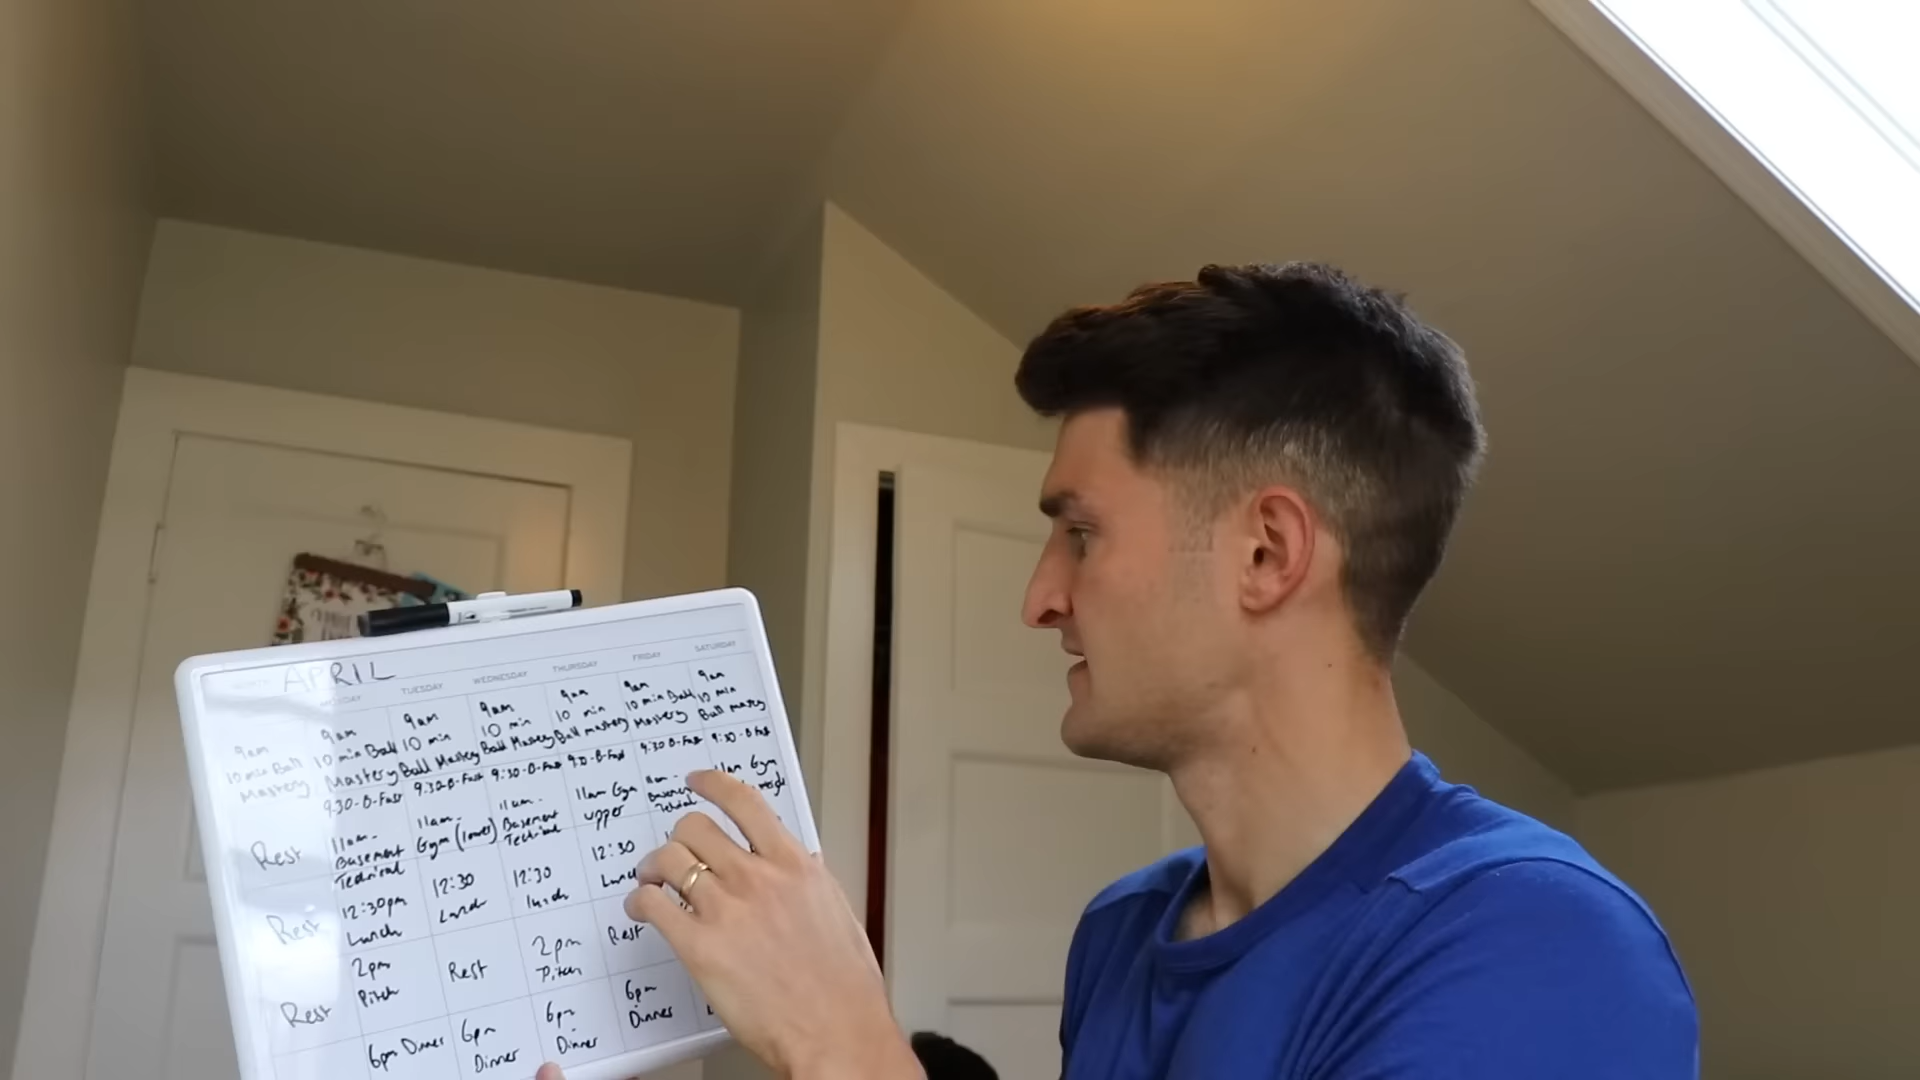 APRIL
MONDAY TUESDAY WEDNESDAY THURSDAY FRIDAY SATURDAY
9am
10 min Ball
Mastery
Rest
Rest
Rest
9am
10 min Ball
Mastery
9.30-B-Fast
11am-
Basement
Technical
12:30pm
Lunch
2pm
Pitch
6pm Dinner
9am
10 min
Ball Mastery
9.30-B-Fast
11am-
Gym (lower)
12:30
Lunch
Rest
6pm
Dinner
9am
10 min
Ball Mastery
9:30-B-Fast
11am-
Basement
Technical
12:30
lunch
2pm
Pitch
6pm
Dinner
9am
10 min
Ball mastery
B-Fast
11am Gym
upper
12:30
Lunch
Rest
6pm
Dinner
9am
10 min Ball
Mastery
9:30 B-Fast
11am-
Basement
9am
10 min
Ball
9:30-B-Fast
Gym